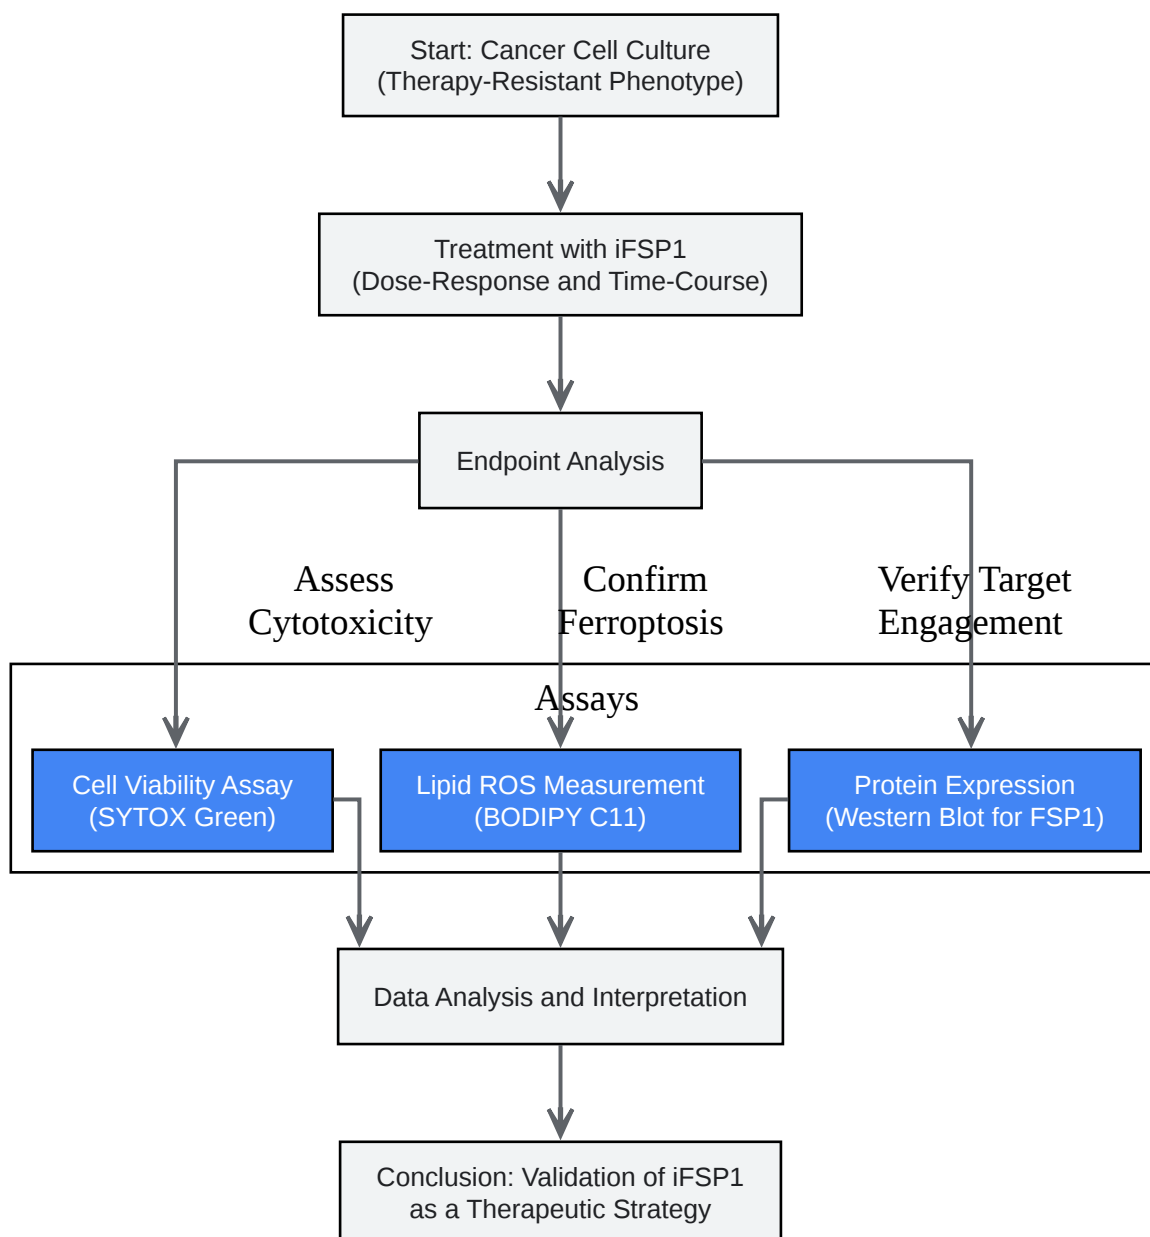 Start: Cancer Cell Culture
(Therapy-Resistant Phenotype)
Treatment with iFSP1
(Dose-Response and Time-Course)
Endpoint Analysis
Assess
Cytotoxicity
Confirm
Ferroptosis
Verify Target
Engagement
Assays
Cell Viability Assay
(SYTOX Green)
Lipid ROS Measurement
(BODIPY C11)
Protein Expression
(Western Blot for FSP1)
Data Analysis and Interpretation
Conclusion: Validation of iFSP1
as a Therapeutic Strategy